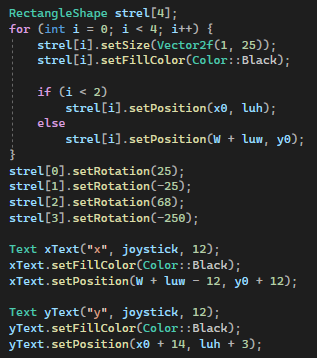 RectangleShape strel[4];
for (int i = 0; i < 4; i++) {
    strel[i].setSize(Vector2f(1, 25));
    strel[i].setFillColor(Color::Black);

    if (i < 2)
        strel[i].setPosition(x0, luh);
    else
        strel[i].setPosition(W + luw, y0);
}
strel[0].setRotation(25);
strel[1].setRotation(-25);
strel[2].setRotation(68);
strel[3].setRotation(-250);

Text xText("x", joystick, 12);
xText.setFillColor(Color::Black);
xText.setPosition(W + luw - 12, y0 + 12);

Text yText("y", joystick, 12);
yText.setFillColor(Color::Black);
yText.setPosition(x0 + 14, luh + 3);